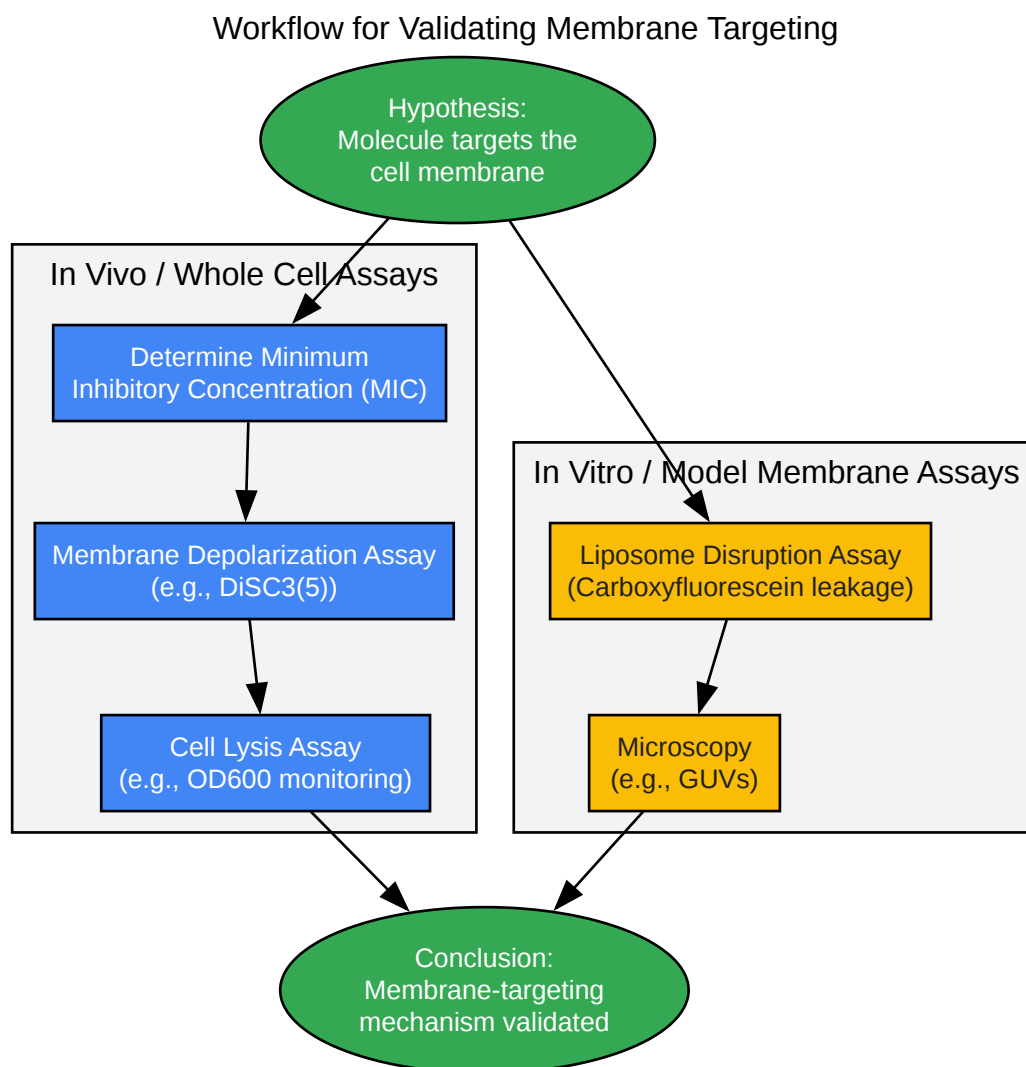 Workflow for Validating Membrane Targeting
Hypothesis:
Molecule targets the
cell membrane
In Vivo / Whole Cell Assays
Determine Minimum
Inhibitory Concentration (MIC)
Membrane Depolarization Assay
(e.g., DiSC3(5))
Cell Lysis Assay
(e.g., OD600 monitoring)
In Vitro / Model Membrane Assays
Liposome Disruption Assay
(Carboxyfluorescein leakage)
Microscopy
(e.g., GUVs)
Conclusion:
Membrane-targeting
mechanism validated